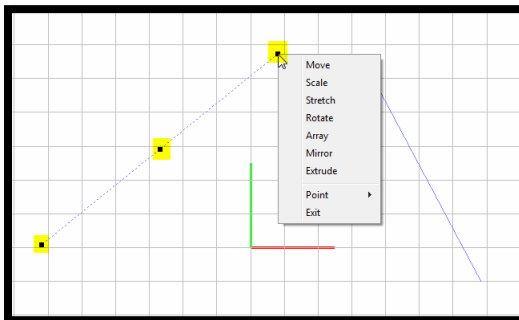 Move
Scale
Stretch
Rotate
Array
Mirror
Extrude
Point
Exit